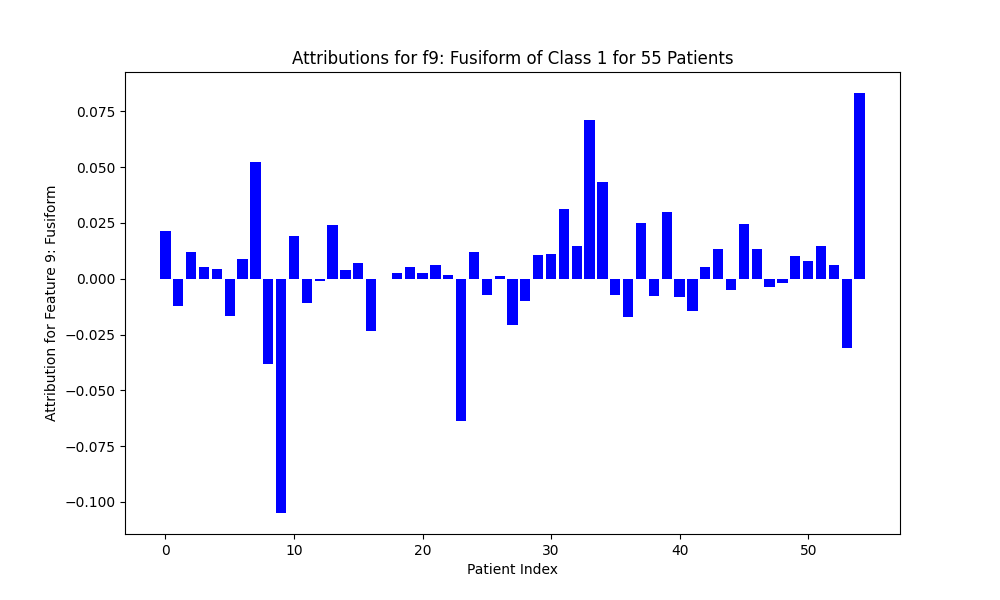 Attributions for f9: Fusiform of Class 1 for 55 Patients
Attribution for Feature 9: Fusiform
0.075
0.050
0.025
0.000
−0.025
−0.050
−0.075
−0.100
0 10 20 30 40 50
Patient Index